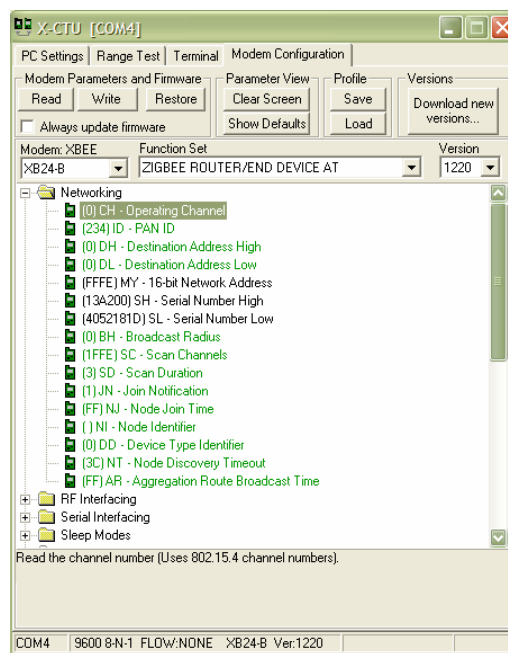 X-CTU [COM4]
PC Settings Range Test Terminal Modem Configuration
Modem Parameters and Firmware Parameter View Profile Versions
Read Write Restore Clear Screen Save Download new versions...
Always update firmware Show Defaults Load
Modem: XBEE Function Set Version
XB24-B ZIGBEE ROUTER/END DEVICE AT 1220
Networking
(0) CH - Operating Channel
(234) ID - PAN ID
(0) DH - Destination Address High
(0) DL - Destination Address Low
(FFFE) MY - 16-bit Network Address
(13A200) SH - Serial Number High
(4052181D) SL - Serial Number Low
(0) BH - Broadcast Radius
(1FFE) SC - Scan Channels
(3) SD - Scan Duration
(1) JN - Join Notification
(FF) NJ - Node Join Time
( ) NI - Node Identifier
(0) DD - Device Type Identifier
(3C) NT - Node Discovery Timeout
(FF) AR - Aggregation Route Broadcast Time
RF Interfacing
Serial Interfacing
Sleep Modes
Read the channel number (Uses 802.15.4 channel numbers).
COM4 9600 8-N-1 FLOW:NONE XB24-B Ver:1220